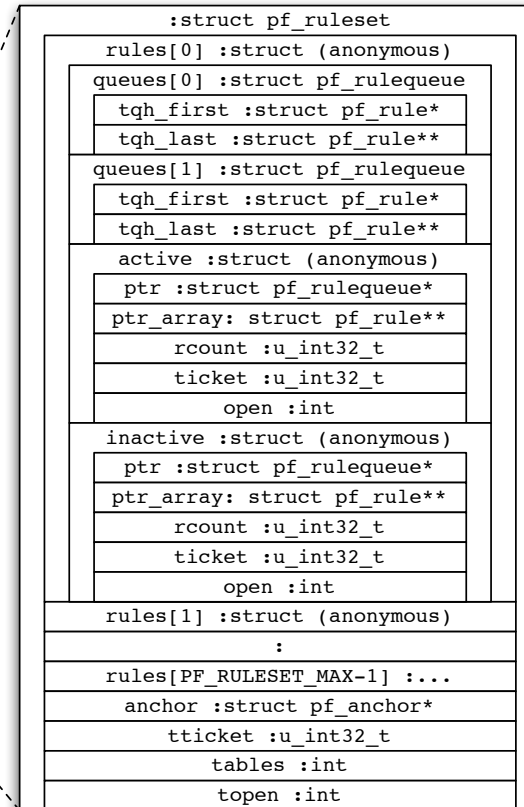 :struct pf_ruleset
rules[0] :struct (anonymous)
queues[0] :struct pf_rulequeue
tqh_first :struct pf_rule*
tqh_last :struct pf_rule**
queues[1] :struct pf_rulequeue
tqh_first :struct pf_rule*
tqh_last :struct pf_rule**
active :struct (anonymous)
ptr :struct pf_rulequeue*
ptr_array: struct pf_rule**
rcount :u_int32_t
ticket :u_int32_t
open :int
inactive :struct (anonymous)
ptr :struct pf_rulequeue*
ptr_array: struct pf_rule**
rcount :u_int32_t
ticket :u_int32_t
open :int
rules[1] :struct (anonymous)
:
rules[PF_RULESET_MAX-1] :...
anchor :struct pf_anchor*
tticket :u_int32_t
tables :int
topen :int